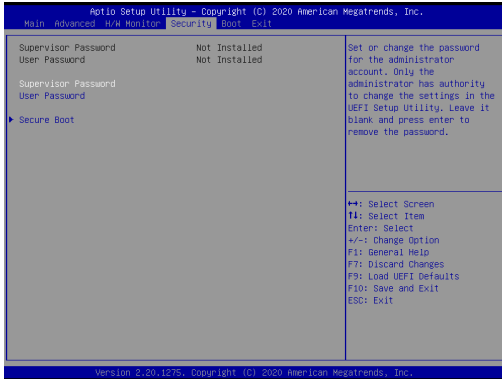 Aptio Setup Utility – Copyright (C) 2020 American Megatrends, Inc.
Main Advanced H/W Monitor Security Boot Exit
Supervisor Password Not Installed
User Password Not Installed
Supervisor Password
User Password
Secure Boot
Set or change the password
for the administrator
account. Only the
administrator has authority
to change the settings in the
UEFI Setup Utility. Leave it
blank and press enter to
remove the password.
↔: Select Screen
↑↓: Select Item
Enter: Select
+/-: Change Option
F1: General Help
F7: Discard Changes
F9: Load UEFI Defaults
F10: Save and Exit
ESC: Exit
Version 2.20.1275. Copyright (C) 2020 American Megatrends, Inc.